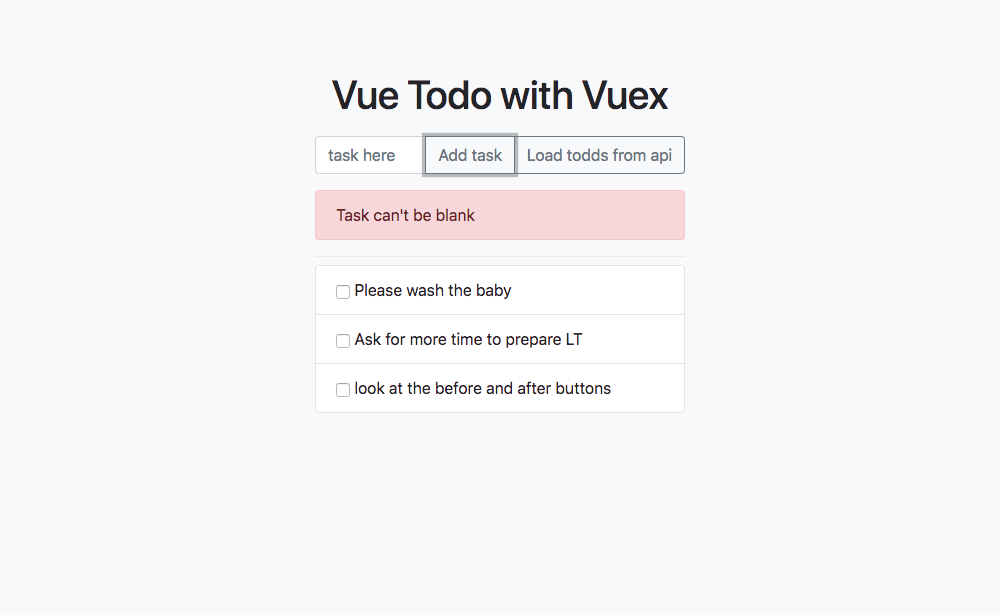 Vue Todo with Vuex
task here Add task Load todds from api
Task can't be blank
Please wash the baby
Ask for more time to prepare LT
look at the before and after buttons